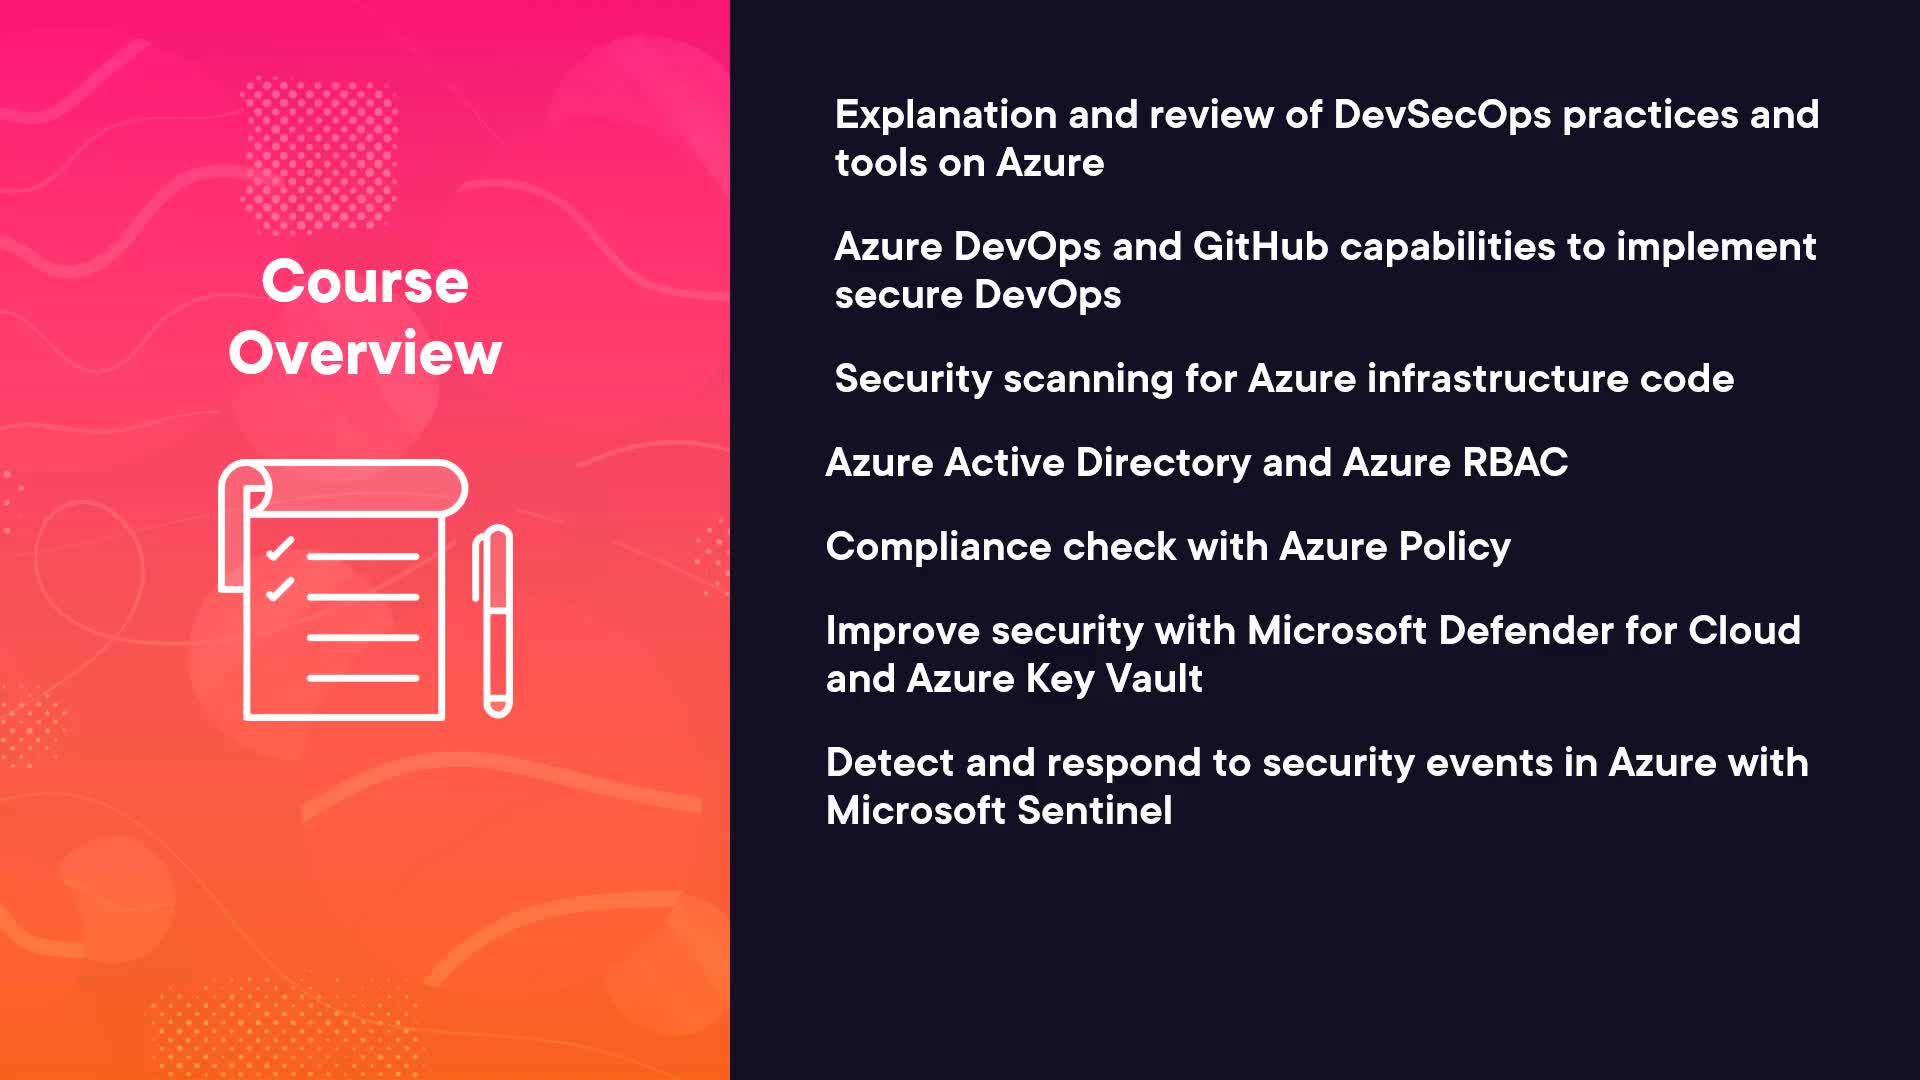 Course
Overview
Explanation and review of DevSecOps practices and
tools on Azure
Azure DevOps and GitHub capabilities to implement
secure DevOps
Security scanning for Azure infrastructure code
Azure Active Directory and Azure RBAC
Compliance check with Azure Policy
Improve security with Microsoft Defender for Cloud
and Azure Key Vault
Detect and respond to security events in Azure with
Microsoft Sentinel